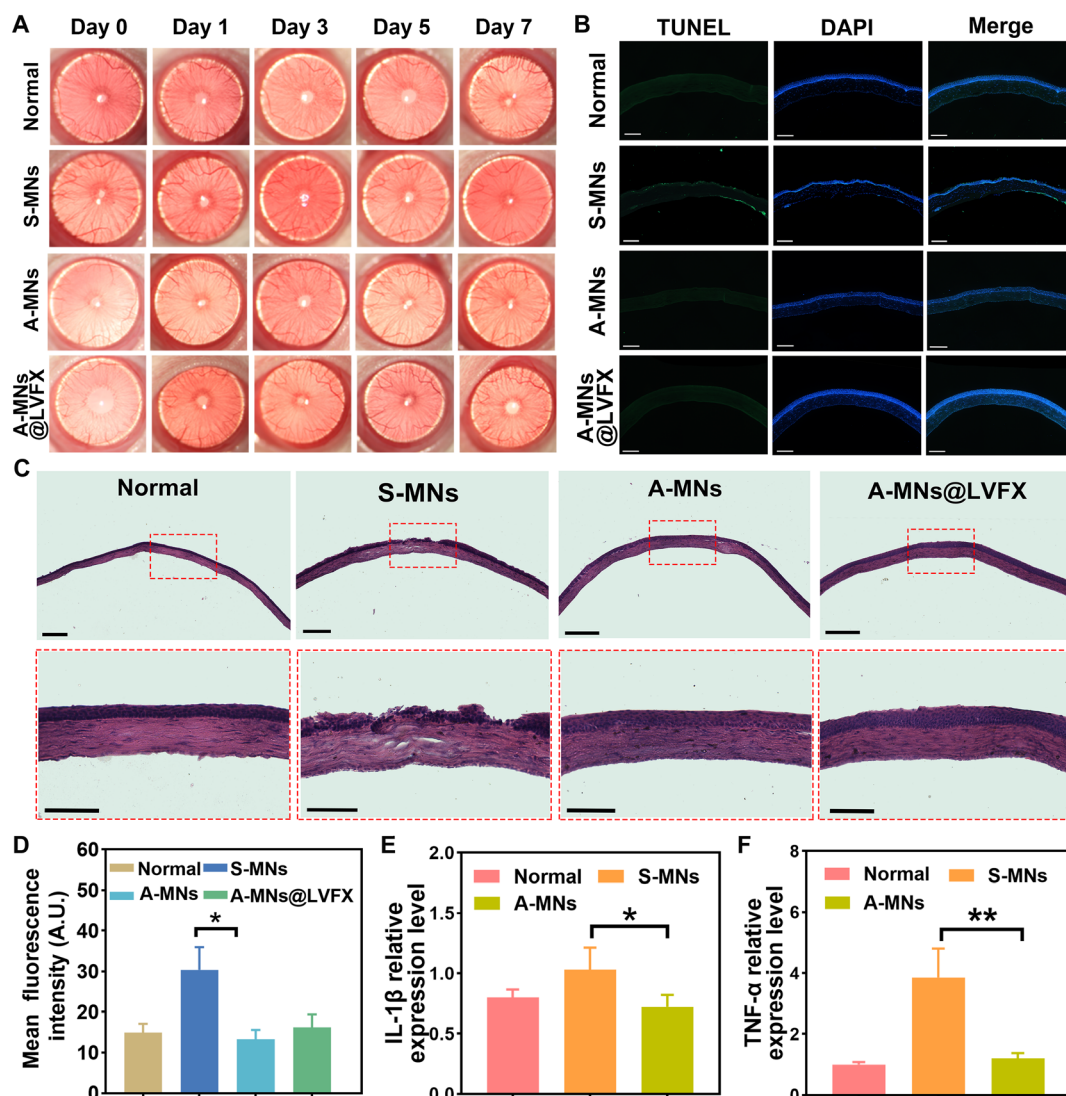 A
Day 0 Day 1 Day 3 Day 5 Day 7
Normal
S-MNs
A-MNs
A-MNs
@LVFX
B
TUNEL DAPI Merge
Normal
S-MNs
A-MNs
A-MNs
@LVFX
C
Normal S-MNs A-MNs A-MNs@LVFX
D
Mean fluorescence
intensity (A.U.)
60
50
40
30
20
10
0
Normal S-MNs
A-MNs A-MNs@LVFX
*
E
IL-1β relative
expression level
2.0
1.5
1.0
0.5
0.0
Normal S-MNs
A-MNs
*
F
TNF-α relative
expression level
8
6
4
2
0
Normal S-MNs
A-MNs
**